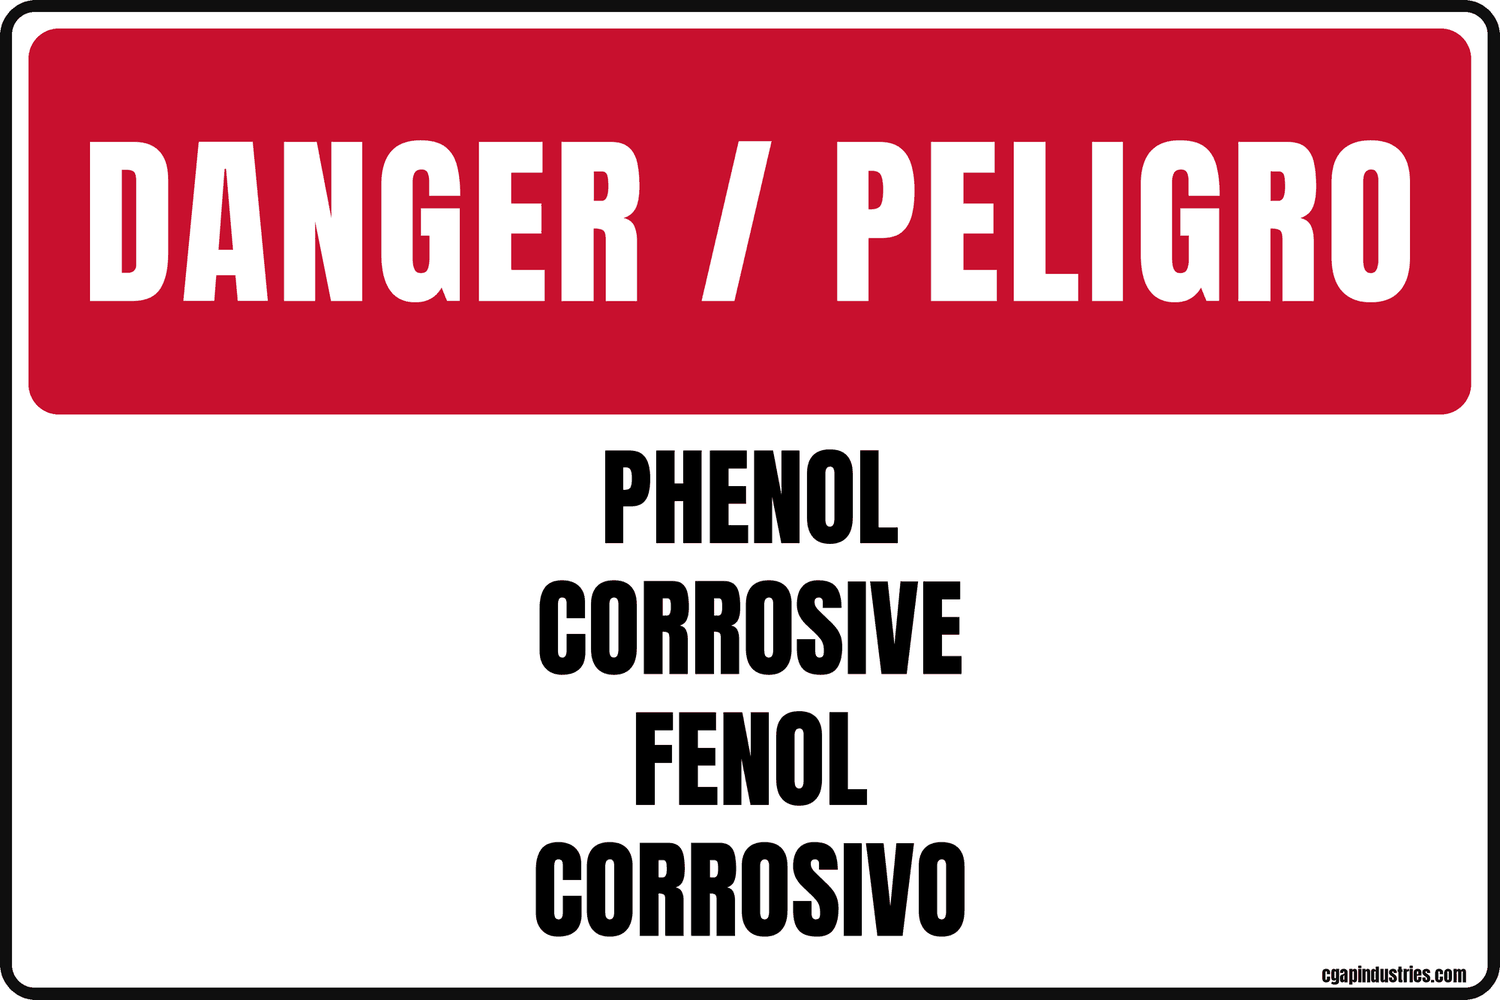 DANGER / PELIGRO
PHENOL
CORROSIVE
FENOL
CORROSIVO
cgapindustries.com